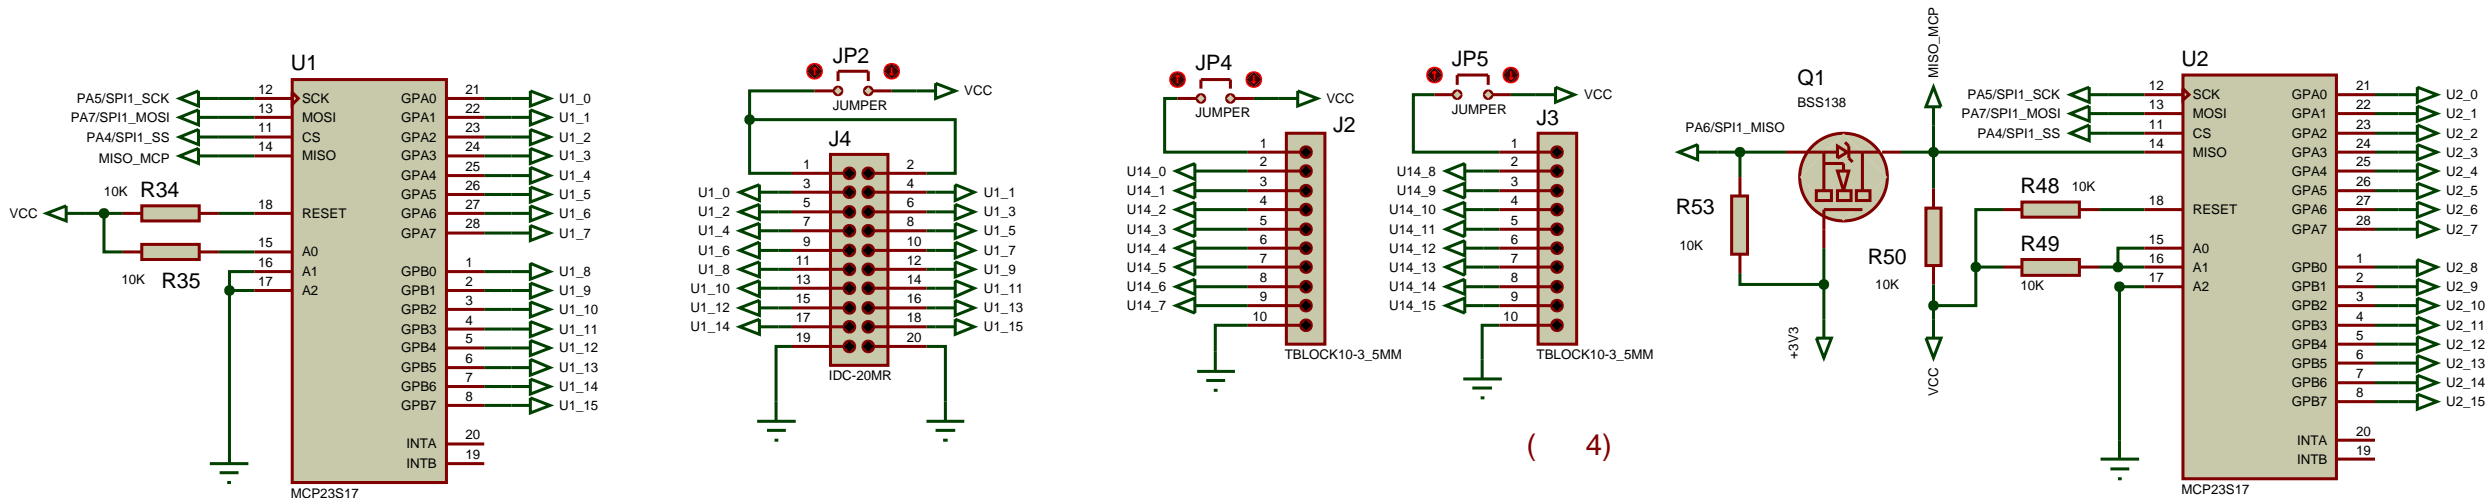 U1
PA5/SPI1_SCK 12 SCK GPA0 21 U1_0
PA7/SPI1_MOSI 13 MOSI GPA1 22 U1_1
PA4/SPI1_SS 11 CS GPA2 23 U1_2
MISO_MCP 14 MISO GPA3 24 U1_3
GPA4 25 U1_4
10K R34 GPA5 26 U1_5
VCC 18 RESET GPA6 27 U1_6
GPA7 28 U1_7
15 A0
10K R35 16 A1 GPB0 1 U1_8
17 A2 GPB1 2 U1_9
GPB2 3 U1_10
GPB3 4 U1_11
GPB4 5 U1_12
GPB5 6 U1_13
GPB6 7 U1_14
GPB7 8 U1_15
INTA 20
INTB 19
MCP23S17
JP2
VCC
JUMPER
J4
1 2
U1_0 3 4 U1_1
U1_2 5 6 U1_3
U1_4 7 8 U1_5
U1_6 9 10 U1_7
U1_8 11 12 U1_9
U1_10 13 14 U1_11
U1_12 15 16 U1_13
U1_14 17 18 U1_15
19 20
IDC-20MR
JP4
VCC
JUMPER
J2
1
U14_0 2
U14_1 3
U14_2 4
U14_3 5
U14_4 6
U14_5 7
U14_6 8
U14_7 9
10
TBLOCK10-3_5MM
JP5
VCC
JUMPER
J3
1
U14_8 2
U14_9 3
U14_10 4
U14_11 5
U14_12 6
U14_13 7
U14_14 8
U14_15 9
10
TBLOCK10-3_5MM
( 4)
Q1
BSS138
PA6/SPI1_MISO
MISO_MCP
R53
10K
+3V3
R50
10K
VCC
R48 10K
R49
10K
U2
PA5/SPI1_SCK 12 SCK GPA0 21 U2_0
PA7/SPI1_MOSI 13 MOSI GPA1 22 U2_1
PA4/SPI1_SS 11 CS GPA2 23 U2_2
14 MISO GPA3 24 U2_3
GPA4 25 U2_4
GPA5 26 U2_5
18 RESET GPA6 27 U2_6
GPA7 28 U2_7
15 A0
16 A1 GPB0 1 U2_8
17 A2 GPB1 2 U2_9
GPB2 3 U2_10
GPB3 4 U2_11
GPB4 5 U2_12
GPB5 6 U2_13
GPB6 7 U2_14
GPB7 8 U2_15
INTA 20
INTB 19
MCP23S17